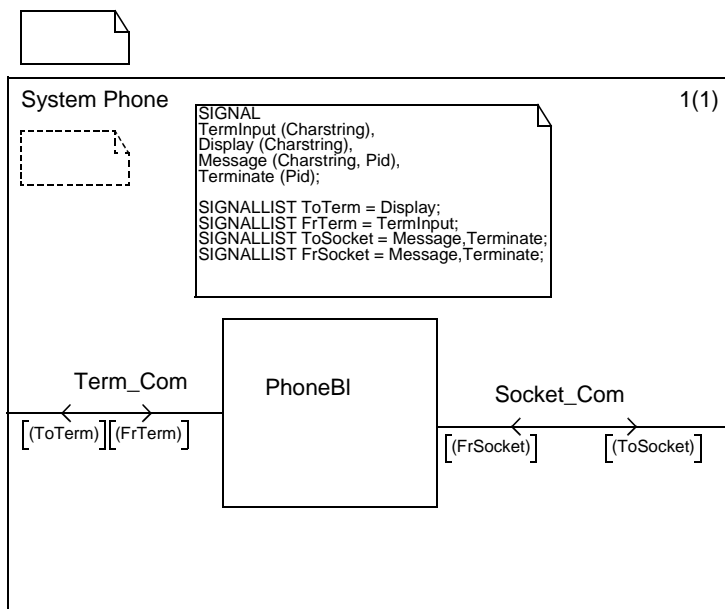 System Phone
1(1)
SIGNAL
TermInput (Charstring),
Display (Charstring),
Message (Charstring, Pid),
Terminate (Pid);
SIGNALLIST ToTerm = Display;
SIGNALLIST FrTerm = TermInput;
SIGNALLIST ToSocket = Message,Terminate;
SIGNALLIST FrSocket = Message,Terminate;
Term_Com
PhoneBl
Socket_Com
(ToTerm)
(FrTerm)
(FrSocket)
(ToSocket)